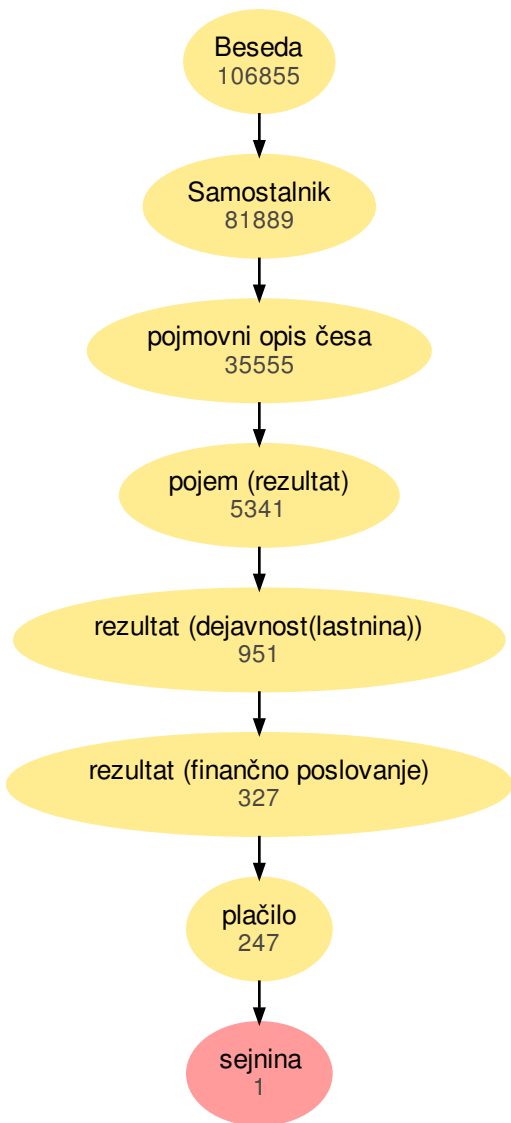 Beseda
106855
Samostalnik
81889
pojmovni opis česa
35555
pojem (rezultat)
5341
rezultat (dejavnost(lastnina))
951
rezultat (finančno poslovanje)
327
plačilo
247
sejnina
1